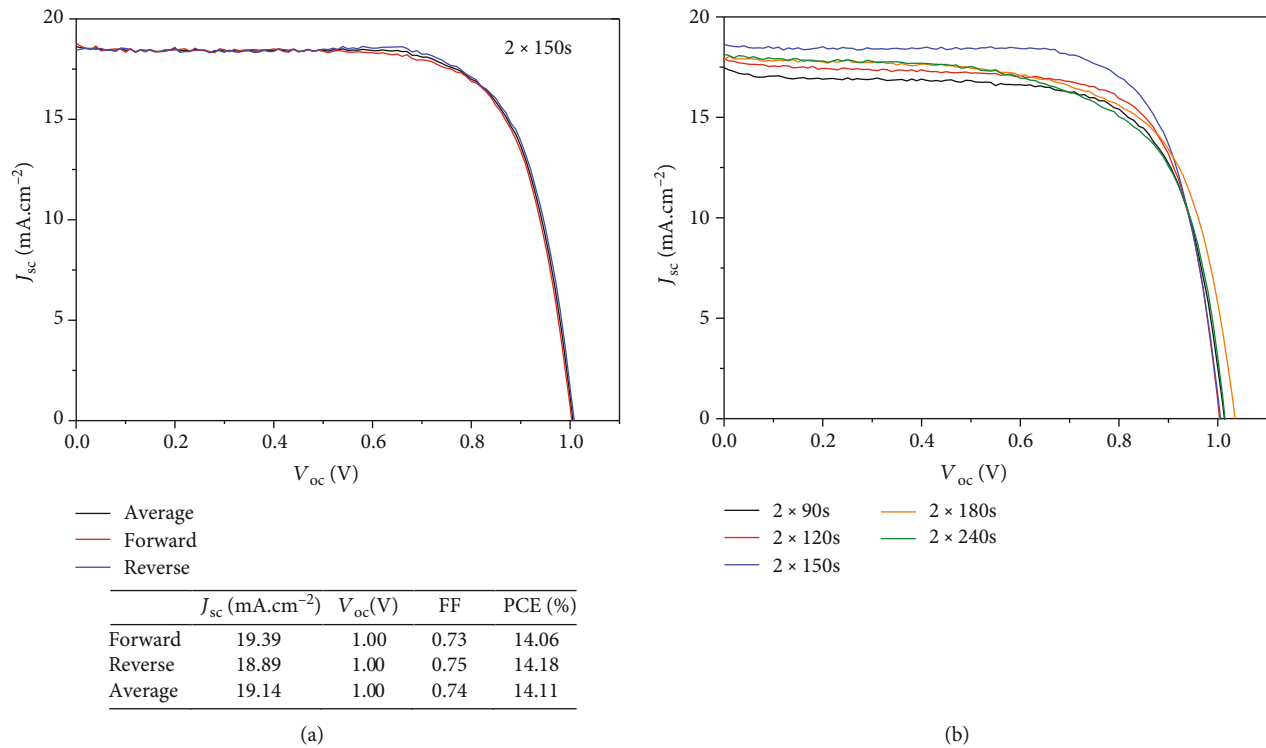 20
15
10
5
0
J_sc (mA.cm⁻²)
2 × 150s
0.0 0.2 0.4 0.6 0.8 1.0
V_oc (V)
Average
Forward
Reverse
J_sc (mA.cm⁻²) V_oc(V) FF PCE (%)
Forward 19.39 1.00 0.73 14.06
Reverse 18.89 1.00 0.75 14.18
Average 19.14 1.00 0.74 14.11
(a)
20
15
10
5
0
J_sc (mA.cm⁻²)
0.0 0.2 0.4 0.6 0.8 1.0
V_oc (V)
2 × 90s 2 × 180s
2 × 120s 2 × 240s
2 × 150s
(b)